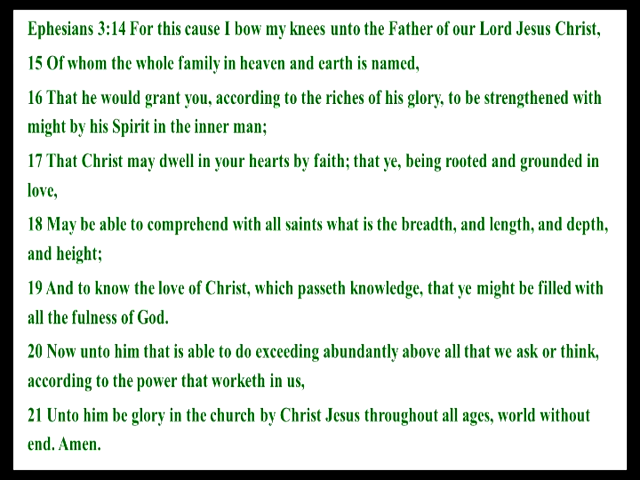 Ephesians 3:14 For this cause I bow my knees unto the Father of our Lord Jesus Christ,
15 Of whom the whole family in heaven and earth is named,
16 That he would grant you, according to the riches of his glory, to be strengthened with
might by his Spirit in the inner man;
17 That Christ may dwell in your hearts by faith; that ye, being rooted and grounded in
love,
18 May be able to comprehend with all saints what is the breadth, and length, and depth,
and height;
19 And to know the love of Christ, which passeth knowledge, that ye might be filled with
all the fulness of God.
20 Now unto him that is able to do exceeding abundantly above all that we ask or think,
according to the power that worketh in us,
21 Unto him be glory in the church by Christ Jesus throughout all ages, world without
end. Amen.